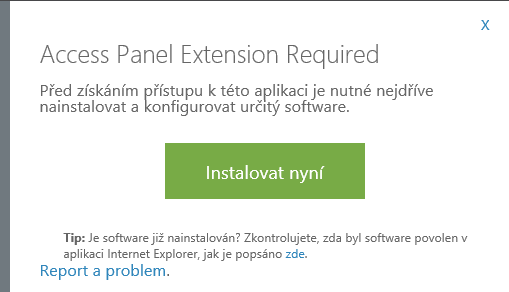 x
Access Panel Extension Required
Před získáním přístupu k této aplikaci je nutné nejdříve
nainstalovat a konfigurovat určitý software.
Instalovat nyní
Tip: Je software již nainstalován? Zkontrolujete, zda byl software povolen v
aplikaci Internet Explorer, jak je popsáno zde.
Report a problem.